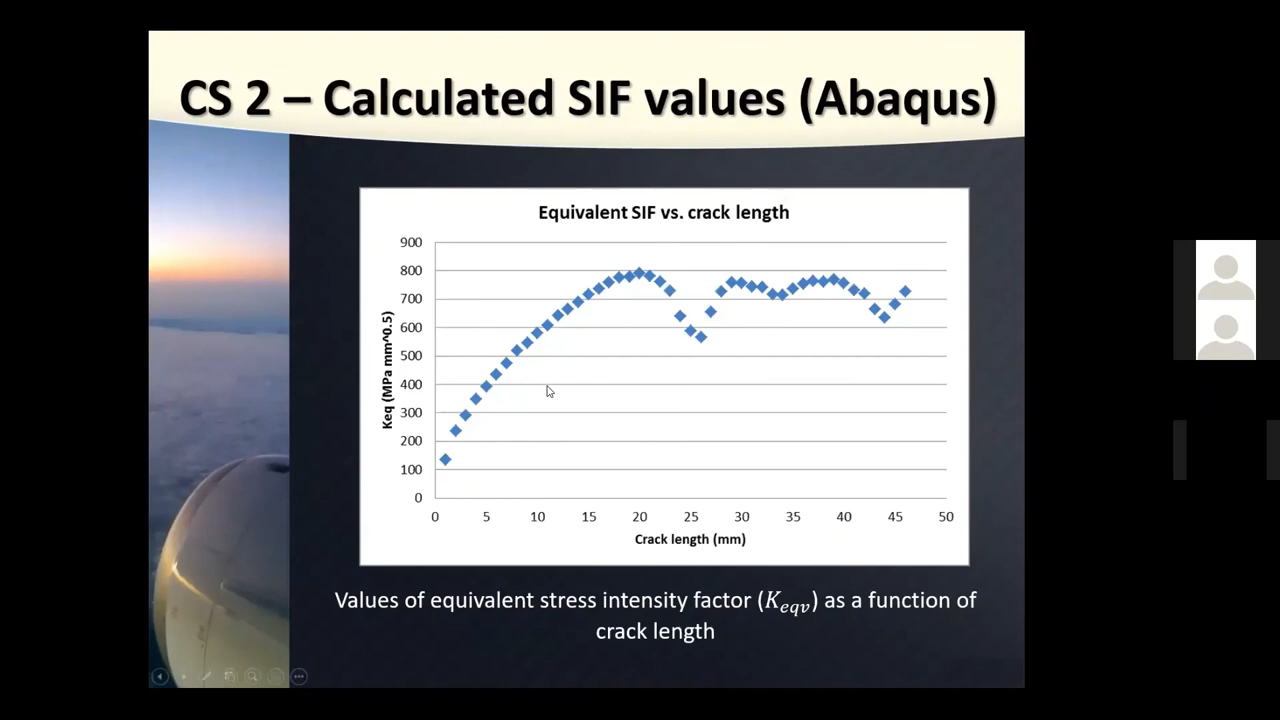 CS 2 – Calculated SIF values (Abaqus)
Equivalent SIF vs. crack length
900
800
700
600
500
400
300
200
100
0
Keq (MPa mm^0.5)
0 5 10 15 20 25 30 35 40 45 50
Crack length (mm)
Values of equivalent stress intensity factor (K_eqv) as a function of
crack length